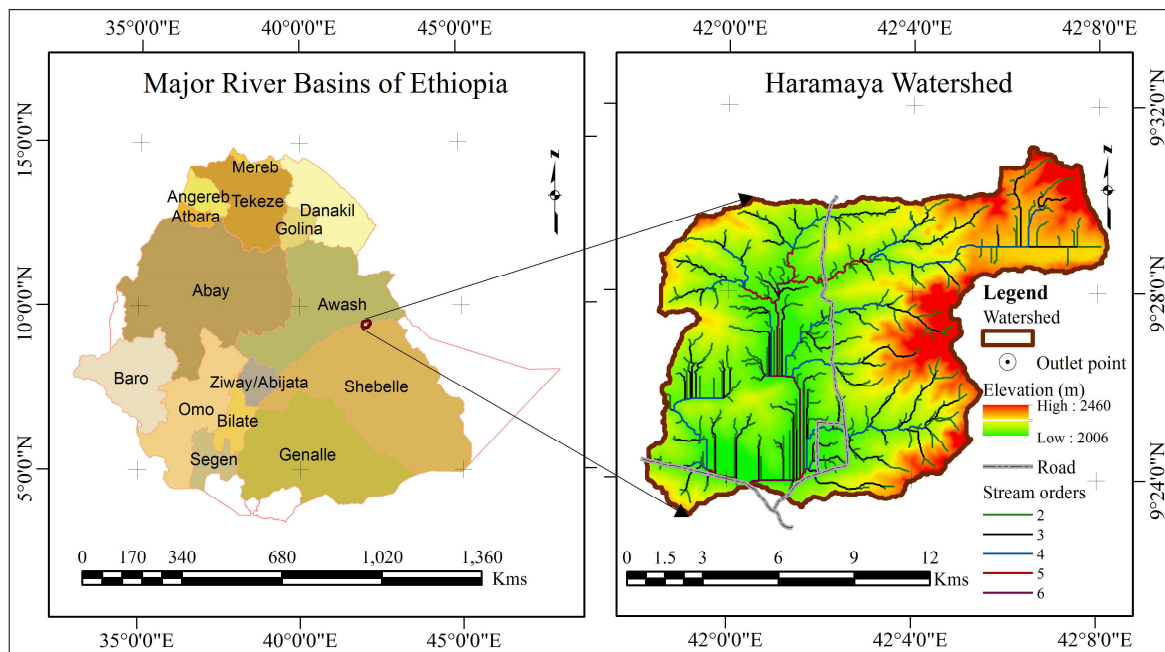 35°0'0"E 40°0'0"E 45°0'0"E
42°0'0"E 42°4'0"E 42°8'0"E
Major River Basins of Ethiopia
15°0'0"N
10°0'0"N
5°0'0"N
N
Mereb
Angereb
Tekeze
Atbara
Danakil
Golina
Abay
Awash
Baro
Ziway/Abijata
Shebelle
Omo
Bilate
Segen
Genalle
0 170 340 680 1,020 1,360
Kms
35°0'0"E 40°0'0"E 45°0'0"E
Haramaya Watershed
N
9°32'0"N
9°28'0"N
9°24'0"N
Legend
Watershed
Outlet point
Elevation (m)
High : 2460
Low : 2006
Road
Stream orders
2
3
4
5
6
0 1.5 3 6 9 12
Kms
42°0'0"E 42°4'0"E 42°8'0"E